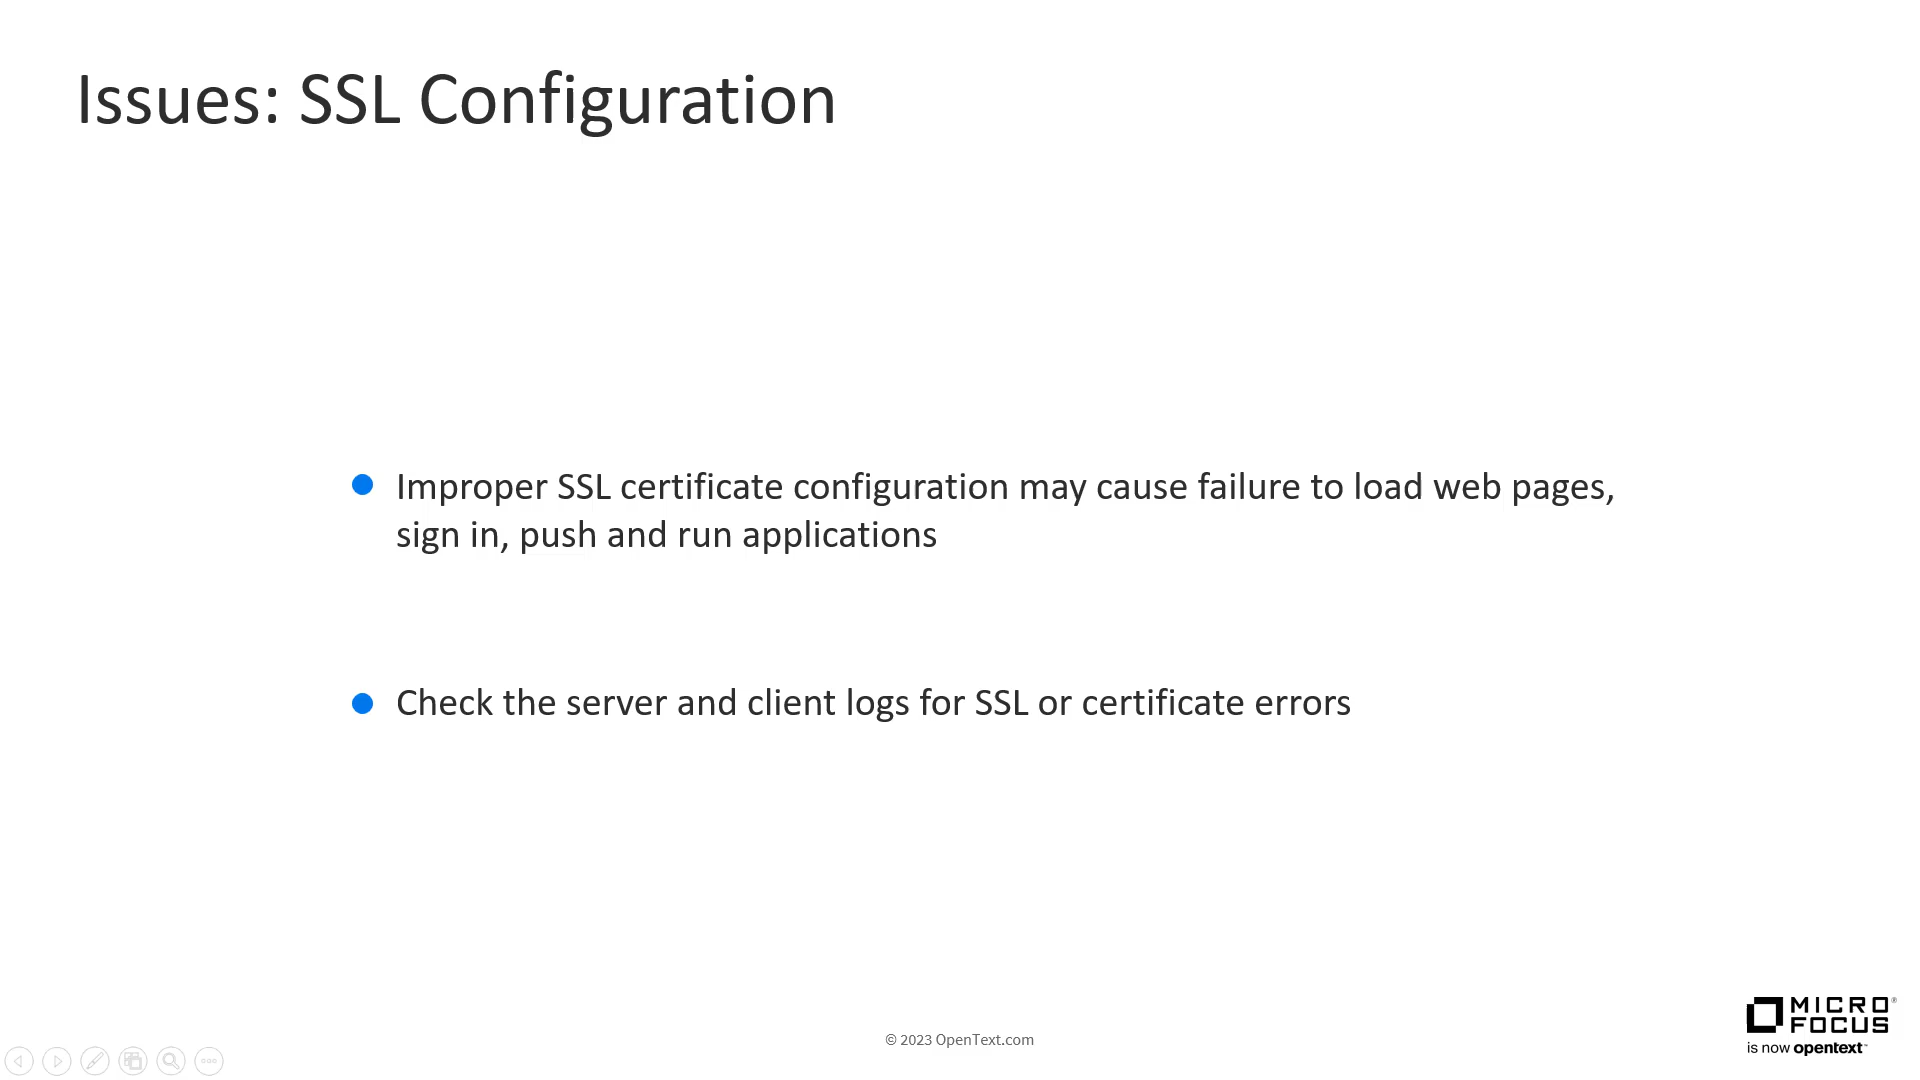 Issues: SSL Configuration
Improper SSL certificate configuration may cause failure to load web pages,
sign in, push and run applications
Check the server and client logs for SSL or certificate errors
© 2023 OpenText.com
MICRO®
FOCUS
is now opentext™